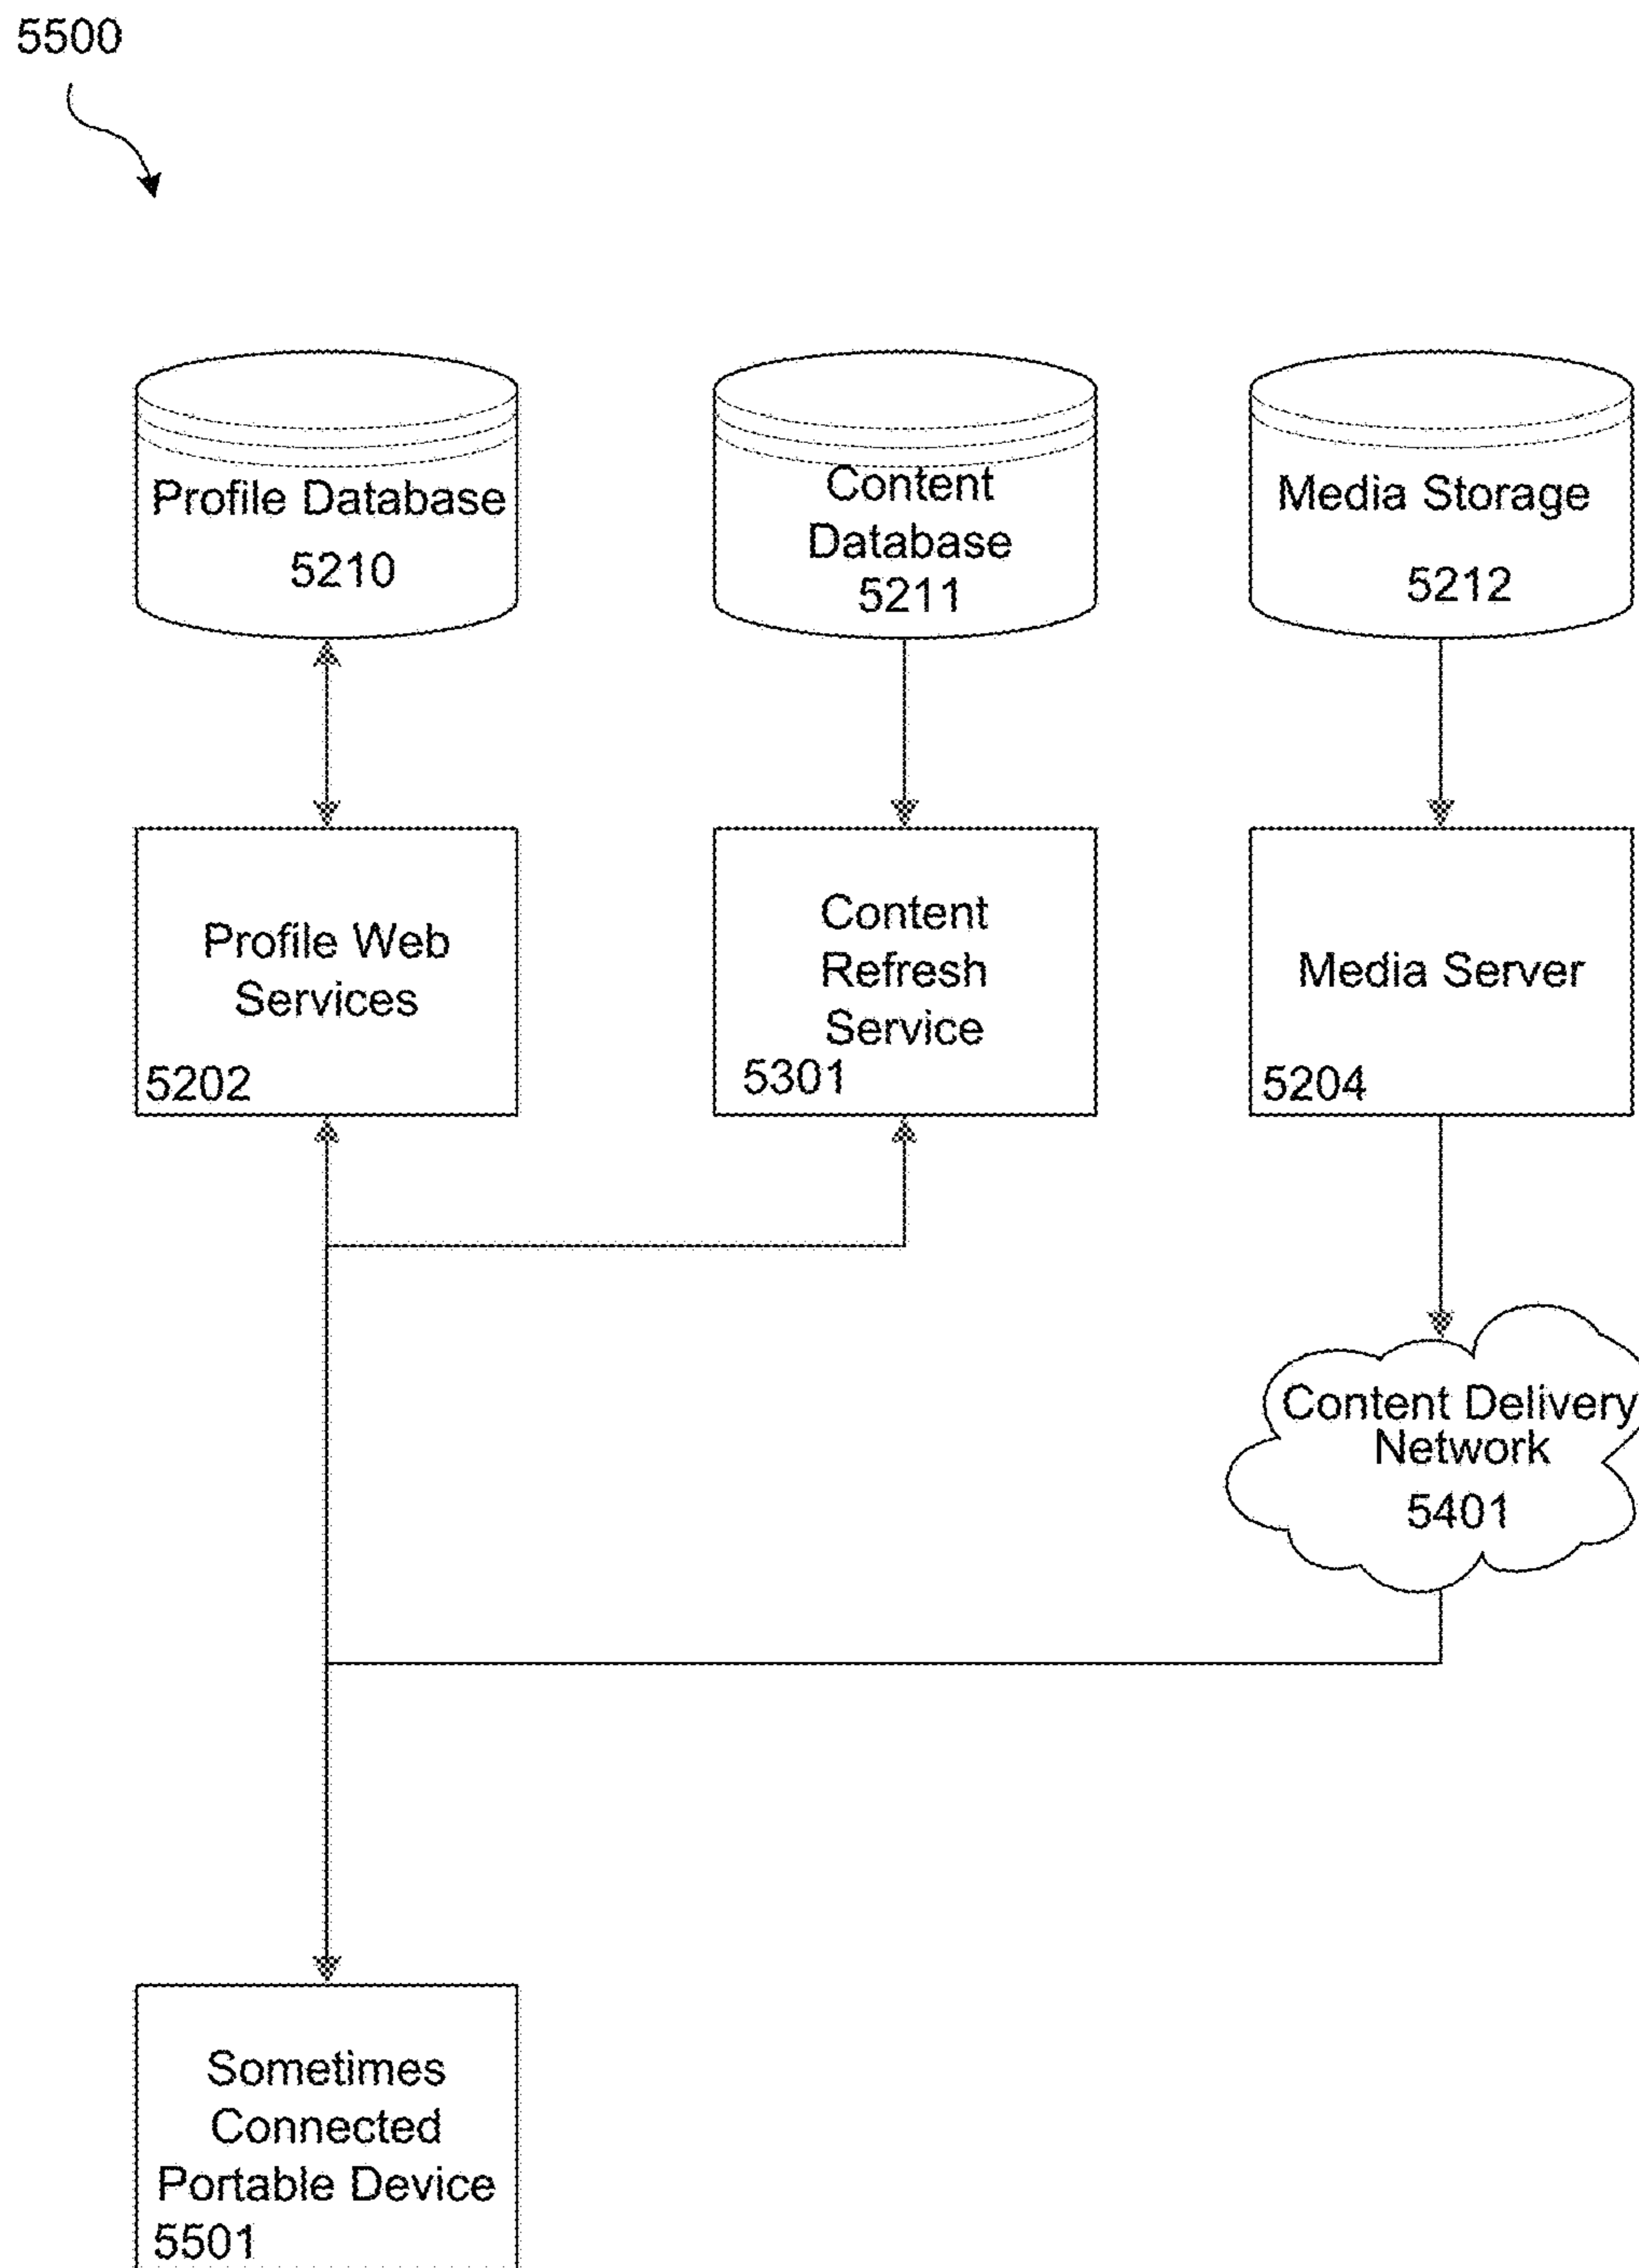 5500
Profile Database
5210
Content
Database
5211
Media Storage
5212
Profile Web
Services
5202
Content
Refresh
Service
5301
Media Server
5204
Content Delivery
Network
5401
Sometimes
Connected
Portable Device
5501